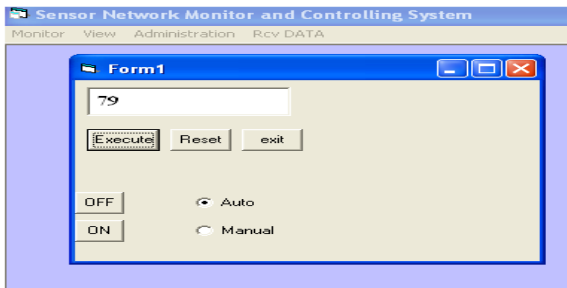 Sensor Network Monitor and Controlling System
Monitor View Administration Rcv DATA
Form1
79
Execute Reset exit
OFF Auto
ON Manual